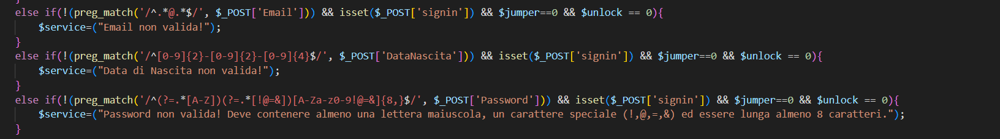 }
else if(!(preg_match('/^.*@.*$/', $_POST['Email'])) && isset($_POST['signin']) && $jumper==0 && $unlock == 0){
    $service=("Email non valida!");
}
else if(!(preg_match('/^[0-9]{2}-[0-9]{2}-[0-9]{4}$/', $_POST['DataNascita'])) && isset($_POST['signin']) && $jumper==0 && $unlock == 0){
    $service=("Data di Nascita non valida!");
}
else if(!(preg_match('/^(?=.*[A-Z])(?=.*[!@=&])[A-Za-z0-9!@=&]{8,}$/', $_POST['Password'])) && isset($_POST['signin']) && $jumper==0 && $unlock == 0){
    $service=("Password non valida! Deve contenere almeno una lettera maiuscola, un carattere speciale (!,@,=,&) ed essere lunga almeno 8 caratteri.");
}